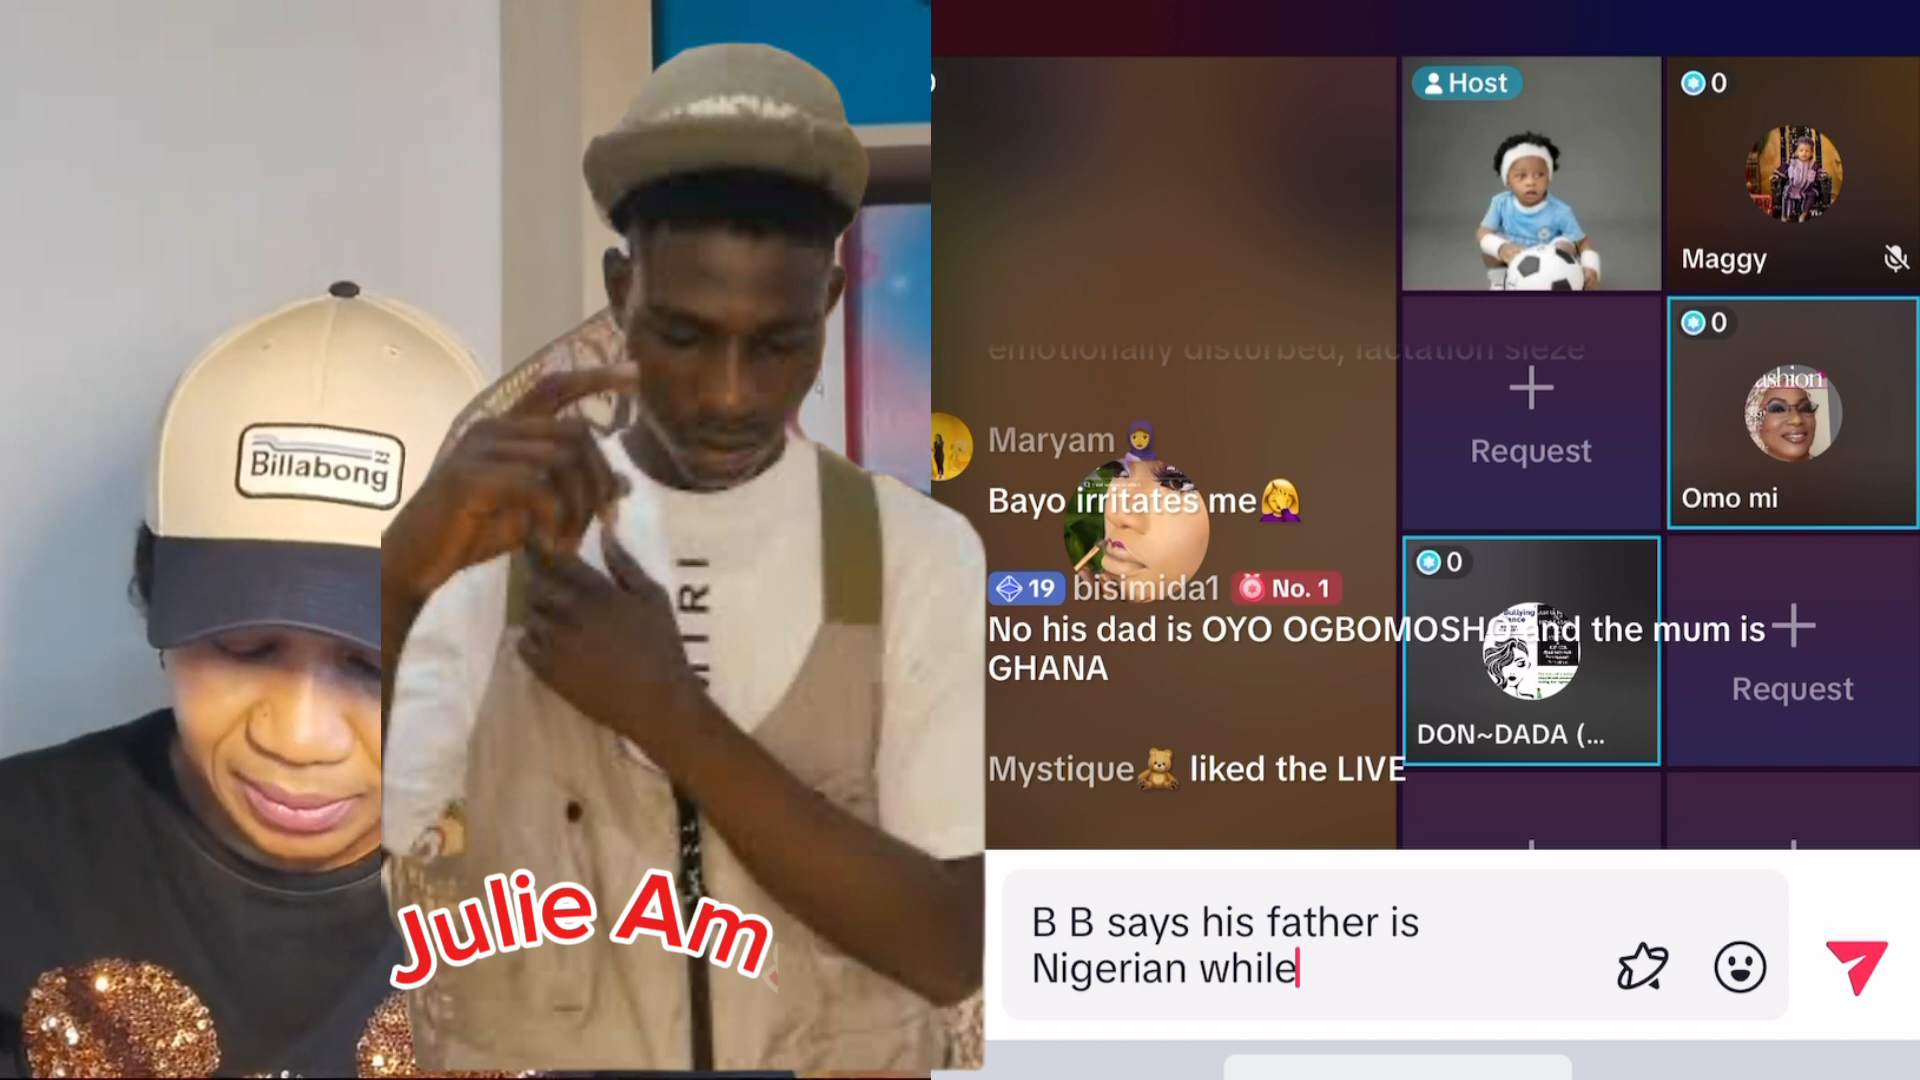 Billabong
Julie Am
Host
0
Maggy
emotionally disturbed, lactation sieze
Request
0
ashion
Omo mi
Maryam
Bayo irritates me
19 bisimida1 No. 1
No his dad is OYO OGBOMOSHO and the mum is
GHANA
0
Bullying
DON~DADA (...
Request
Mystique liked the LIVE
B B says his father is
Nigerian while